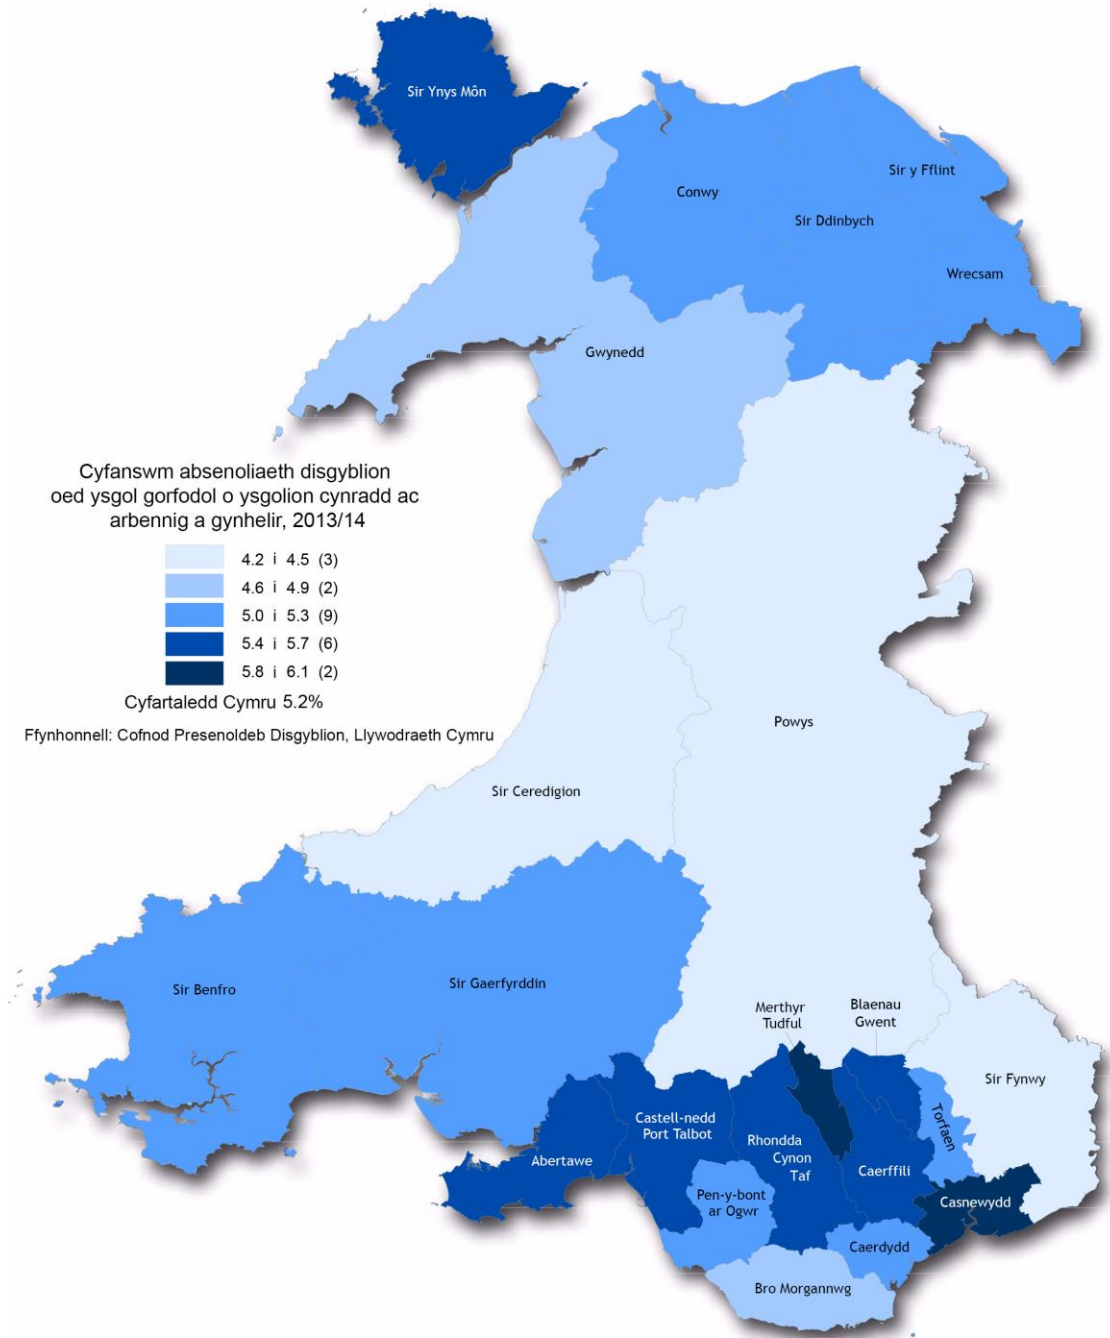 Sir Ynys Môn
Sir y Fflint
Conwy
Sir Ddinbych
Wrecsam
Gwynedd
Cyfanswm absenoliaeth disgyblion
oed ysgol gorfodol o ysgolion cynradd ac
arbennig a gynhelir, 2013/14
4.2 i 4.5 (3)
4.6 i 4.9 (2)
5.0 i 5.3 (9)
5.4 i 5.7 (6)
5.8 i 6.1 (2)
Cyfartaledd Cymru 5.2%
Ffynhonnell: Cofnod Presenoldeb Disgyblion, Llywodraeth Cymru
Powys
Sir Ceredigion
Sir Benfro
Sir Gaerfyrddin
Merthyr
Tudful
Blaenau
Gwent
Sir Fynwy
Castell-nedd
Port Talbot
Torfaen
Rhondda
Cynon
Taf
Abertawe
Caerffili
Pen-y-bont
ar Ogwr
Casnewydd
Caerdydd
Bro Morgannwg